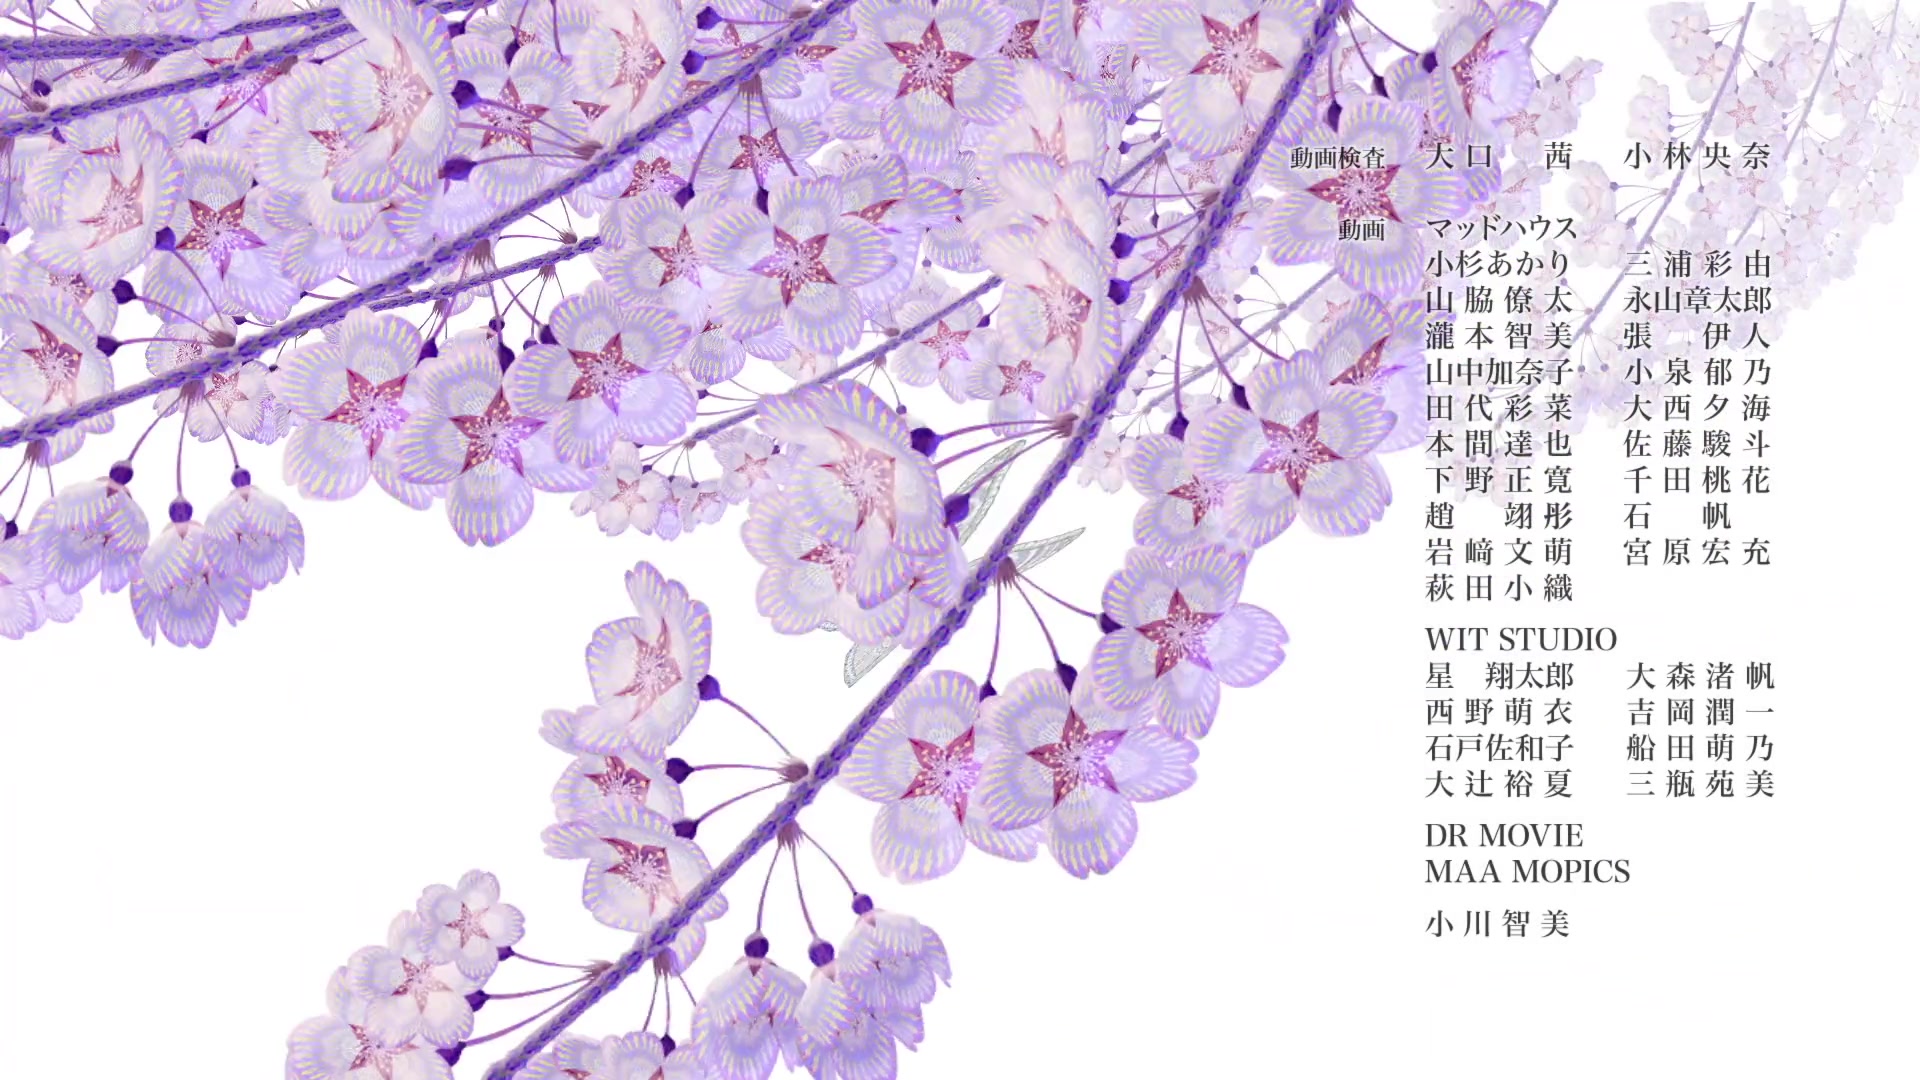 動画検査 大口 茜 小林央奈
動画 マッドハウス
小杉あかり 三浦彩由
山脇僚太 永山章太郎
瀧本智美 張 伊人
山中加奈子 小泉郁乃
田代彩菜 大西夕海
本間達也 佐藤駿斗
下野正寛 千田桃花
趙 翊彤 石 帆
岩﨑文萌 宮原宏充
萩田小織
WIT STUDIO
星 翔太郎 大森渚帆
西野萌衣 吉岡潤一
石戸佐和子 船田萌乃
大辻裕夏 三瓶苑美
DR MOVIE
MAA MOPICS
小川智美